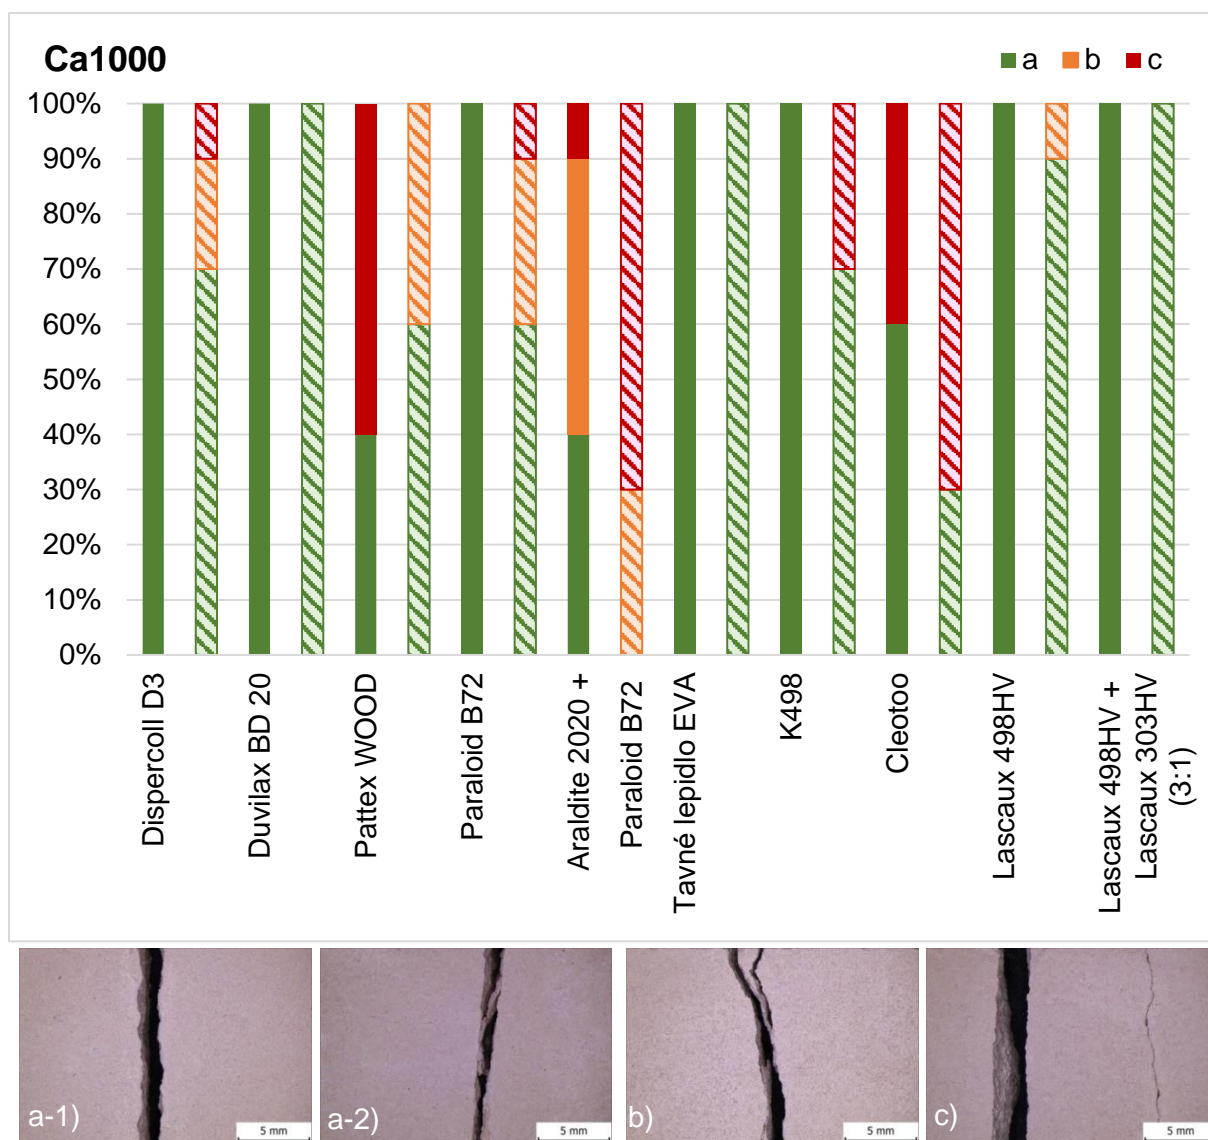 Ca1000
a b c
100%
90%
80%
70%
60%
50%
40%
30%
20%
10%
0%
Dispercoll D3
Duvilax BD 20
Pattex WOOD
Paraloid B72
Araldite 2020 +
Paraloid B72
Tavné lepidlo EVA
K498
Cleotoo
Lascaux 498HV
Lascaux 498HV +
Lascaux 303HV
(3:1)
a-1) 5 mm
a-2) 5 mm
b) 5 mm
c) 5 mm